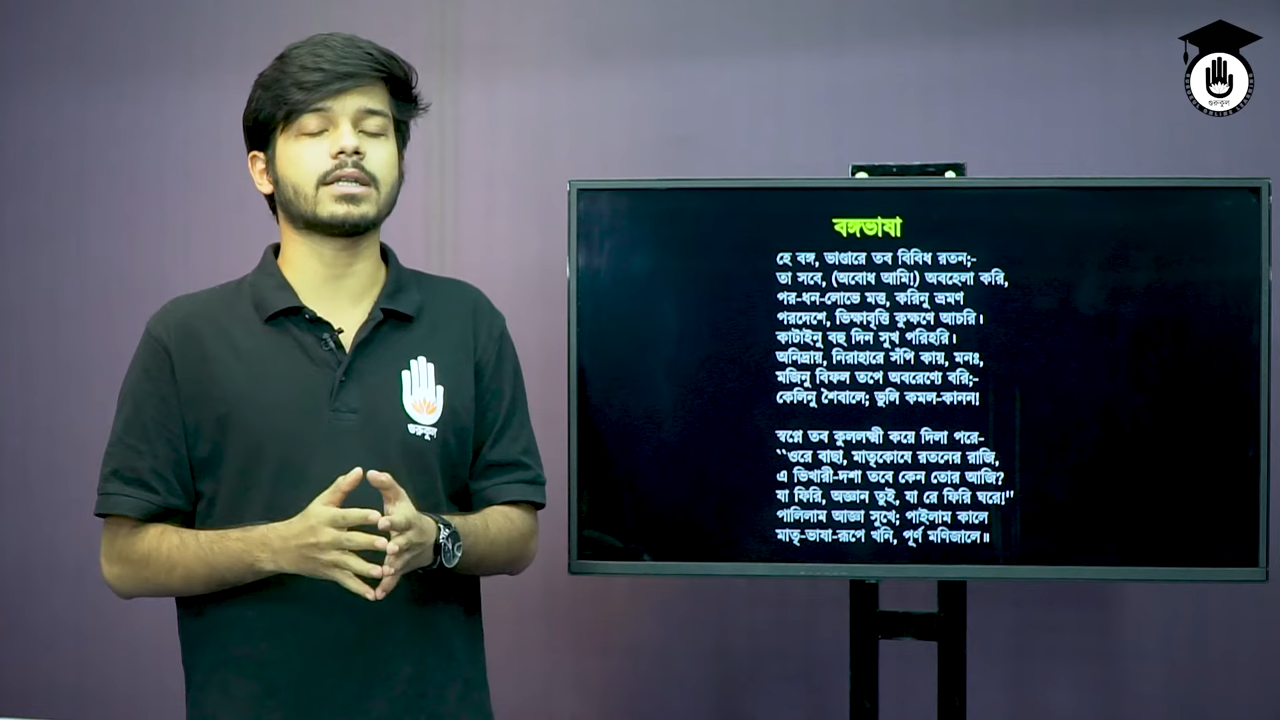 বঙ্গভাষা
হে বঙ্গ, ভাণ্ডারে তব বিবিধ রতন;-
তা সবে, (অবোধ আমি!) অবহেলা করি,
পর-ধন-লোভে মত্ত, করিনু ভ্রমণ
পরদেশে, ভিক্ষাবৃত্তি কুক্ষণে আচরি।
কাটাইনু বহু দিন সুখ পরিহরি।
অনিদ্রায়, নিরাহারে সঁপি কায়, মনঃ,
মজিনু বিফল তপে অবরেণ্যে বরি;-
কেলিনু শৈবালে; ভুলি কমল-কানন!
স্বপ্নে তব কুললক্ষ্মী কয়ে দিলা পরে-
``ওরে বাছা, মাতৃকোষে রতনের রাজি,
এ ভিখারী-দশা তবে কেন তোর আজি?
যা ফিরি, অজ্ঞান তুই, যা রে ফিরি ঘরে!"
পালিলাম আজ্ঞা সুখে; পাইলাম কালে
মাতৃ-ভাষা-রূপে খনি, পূর্ণ মণিজালে॥
গুরুকুল
গুরুকুল